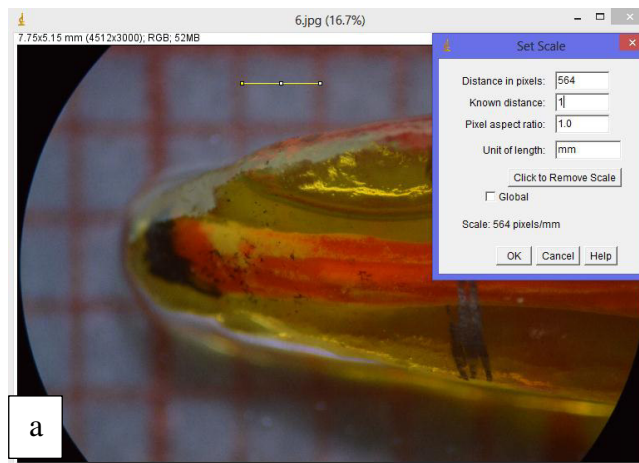 6.jpg (16.7%)
7.75x5.15 mm (4512x3000); RGB; 52MB
Set Scale
Distance in pixels: 564
Known distance: 1
Pixel aspect ratio: 1.0
Unit of length: mm
Click to Remove Scale
Global
Scale: 564 pixels/mm
OK Cancel Help
a